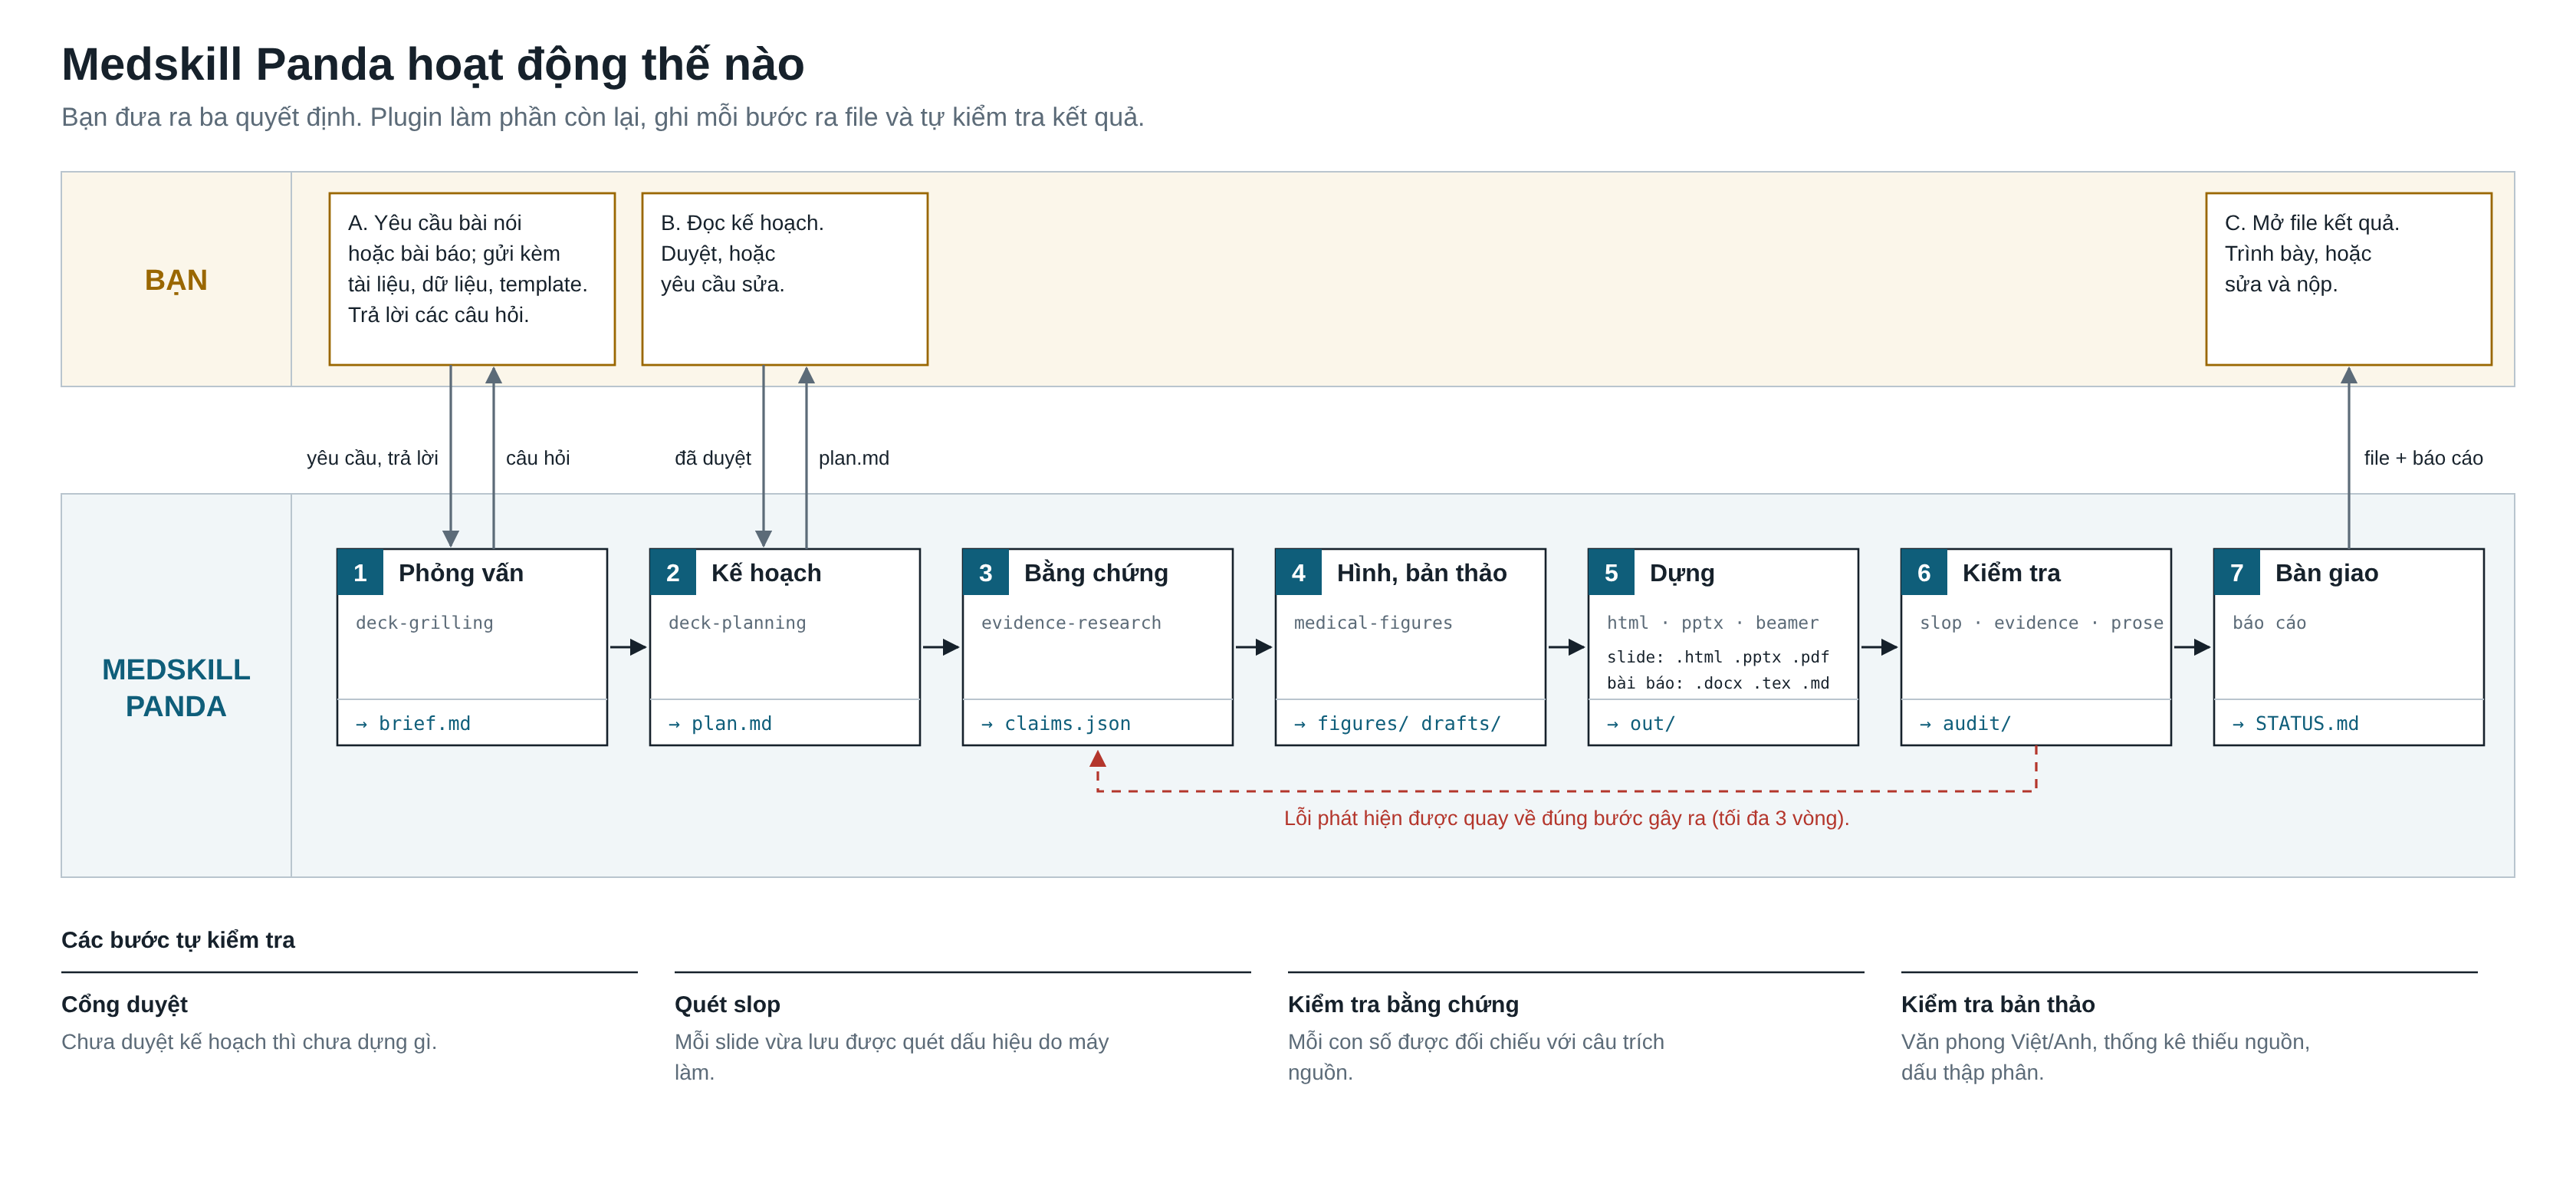 Medskill Panda hoạt động thế nào
Bạn đưa ra ba quyết định. Plugin làm phần còn lại, ghi mỗi bước ra file và tự kiểm tra kết quả.
BẠN
A. Yêu cầu bài nói
hoặc bài báo; gửi kèm
tài liệu, dữ liệu, template.
Trả lời các câu hỏi.
B. Đọc kế hoạch.
Duyệt, hoặc
yêu cầu sửa.
C. Mở file kết quả.
Trình bày, hoặc
sửa và nộp.
yêu cầu, trả lời
câu hỏi
đã duyệt
plan.md
file + báo cáo
MEDSKILL
PANDA
1 Phỏng vấn
deck-grilling
→ brief.md
2 Kế hoạch
deck-planning
→ plan.md
3 Bằng chứng
evidence-research
→ claims.json
4 Hình, bản thảo
medical-figures
→ figures/ drafts/
5 Dựng
html · pptx · beamer
slide: .html .pptx .pdf
bài báo: .docx .tex .md
→ out/
6 Kiểm tra
slop · evidence · prose
→ audit/
7 Bàn giao
báo cáo
→ STATUS.md
Lỗi phát hiện được quay về đúng bước gây ra (tối đa 3 vòng).
Các bước tự kiểm tra
Cổng duyệt
Chưa duyệt kế hoạch thì chưa dựng gì.
Quét slop
Mỗi slide vừa lưu được quét dấu hiệu do máy
làm.
Kiểm tra bằng chứng
Mỗi con số được đối chiếu với câu trích
nguồn.
Kiểm tra bản thảo
Văn phong Việt/Anh, thống kê thiếu nguồn,
dấu thập phân.